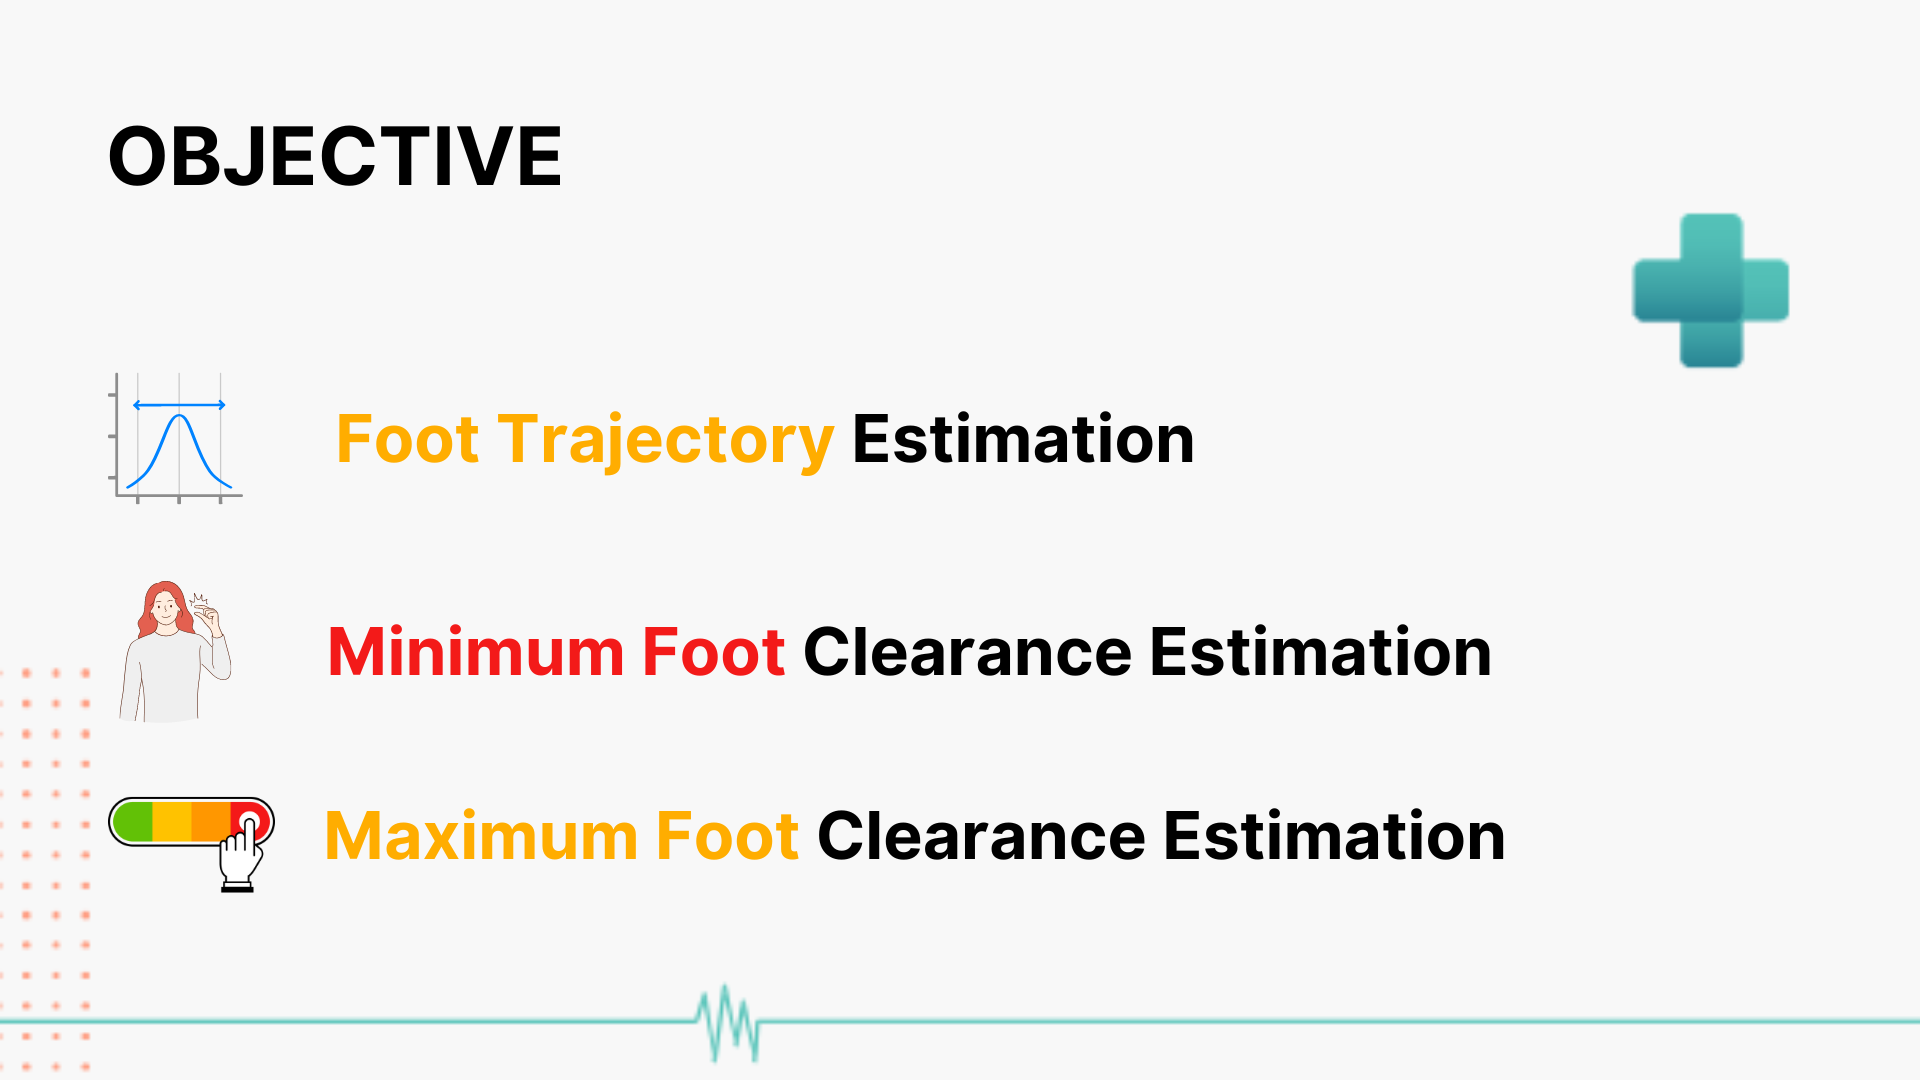 OBJECTIVE
Foot Trajectory Estimation
Minimum Foot Clearance Estimation
Maximum Foot Clearance Estimation